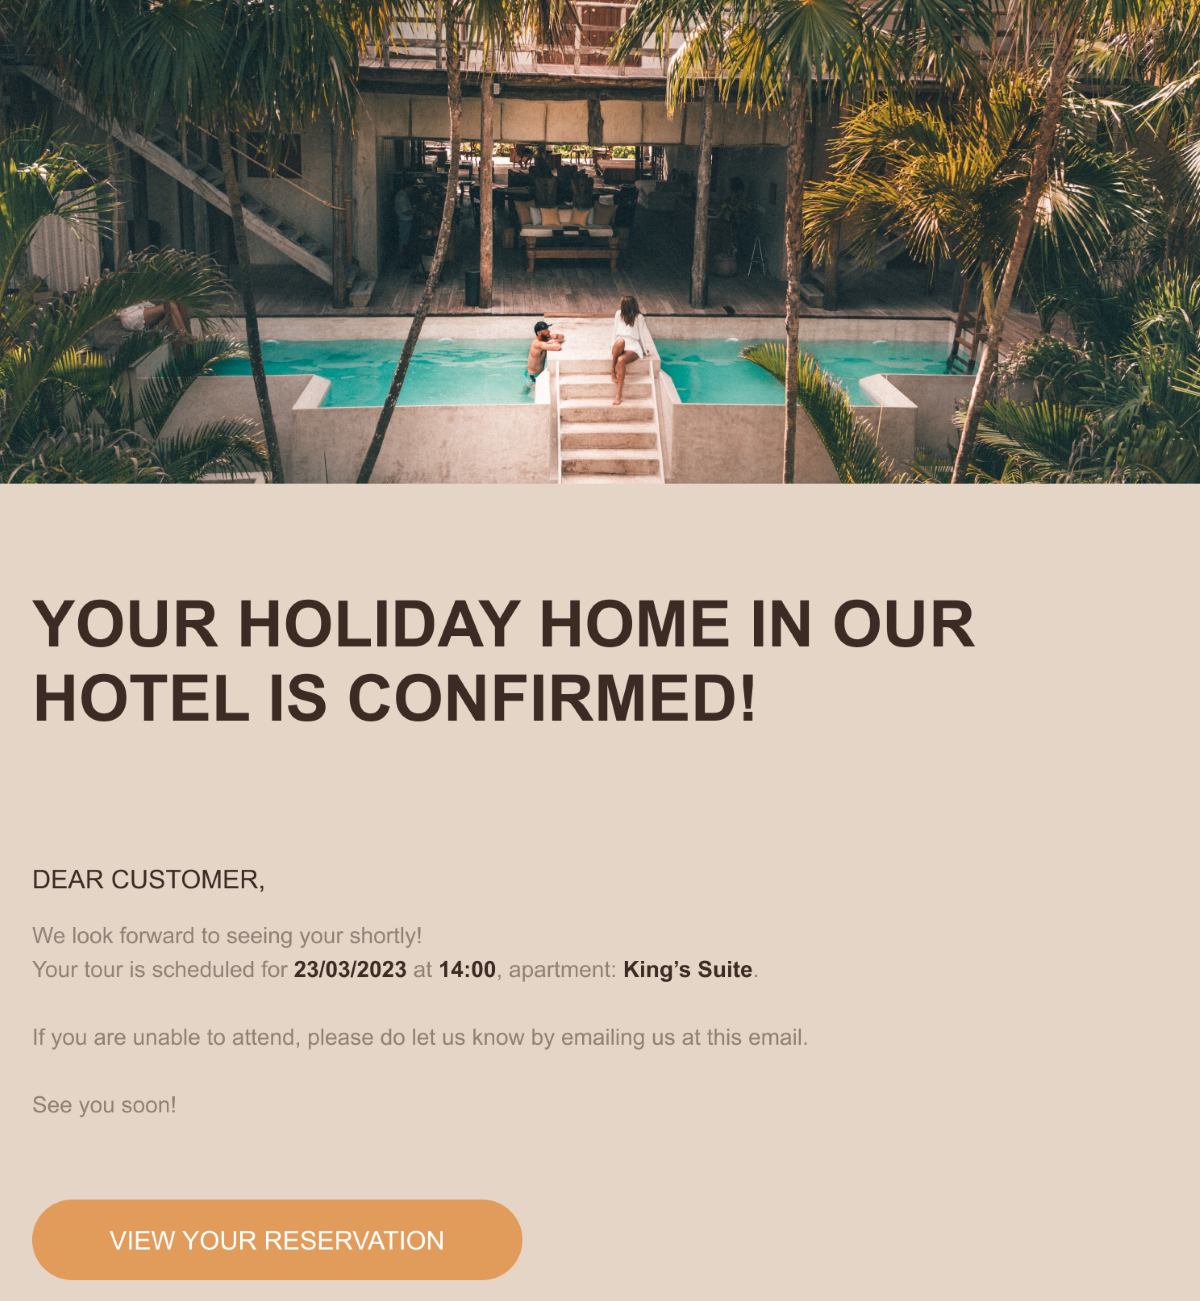 YOUR HOLIDAY HOME IN OUR
HOTEL IS CONFIRMED!
DEAR CUSTOMER,
We look forward to seeing your shortly!
Your tour is scheduled for 23/03/2023 at 14:00, apartment: King’s Suite.
If you are unable to attend, please do let us know by emailing us at this email.
See you soon!
VIEW YOUR RESERVATION